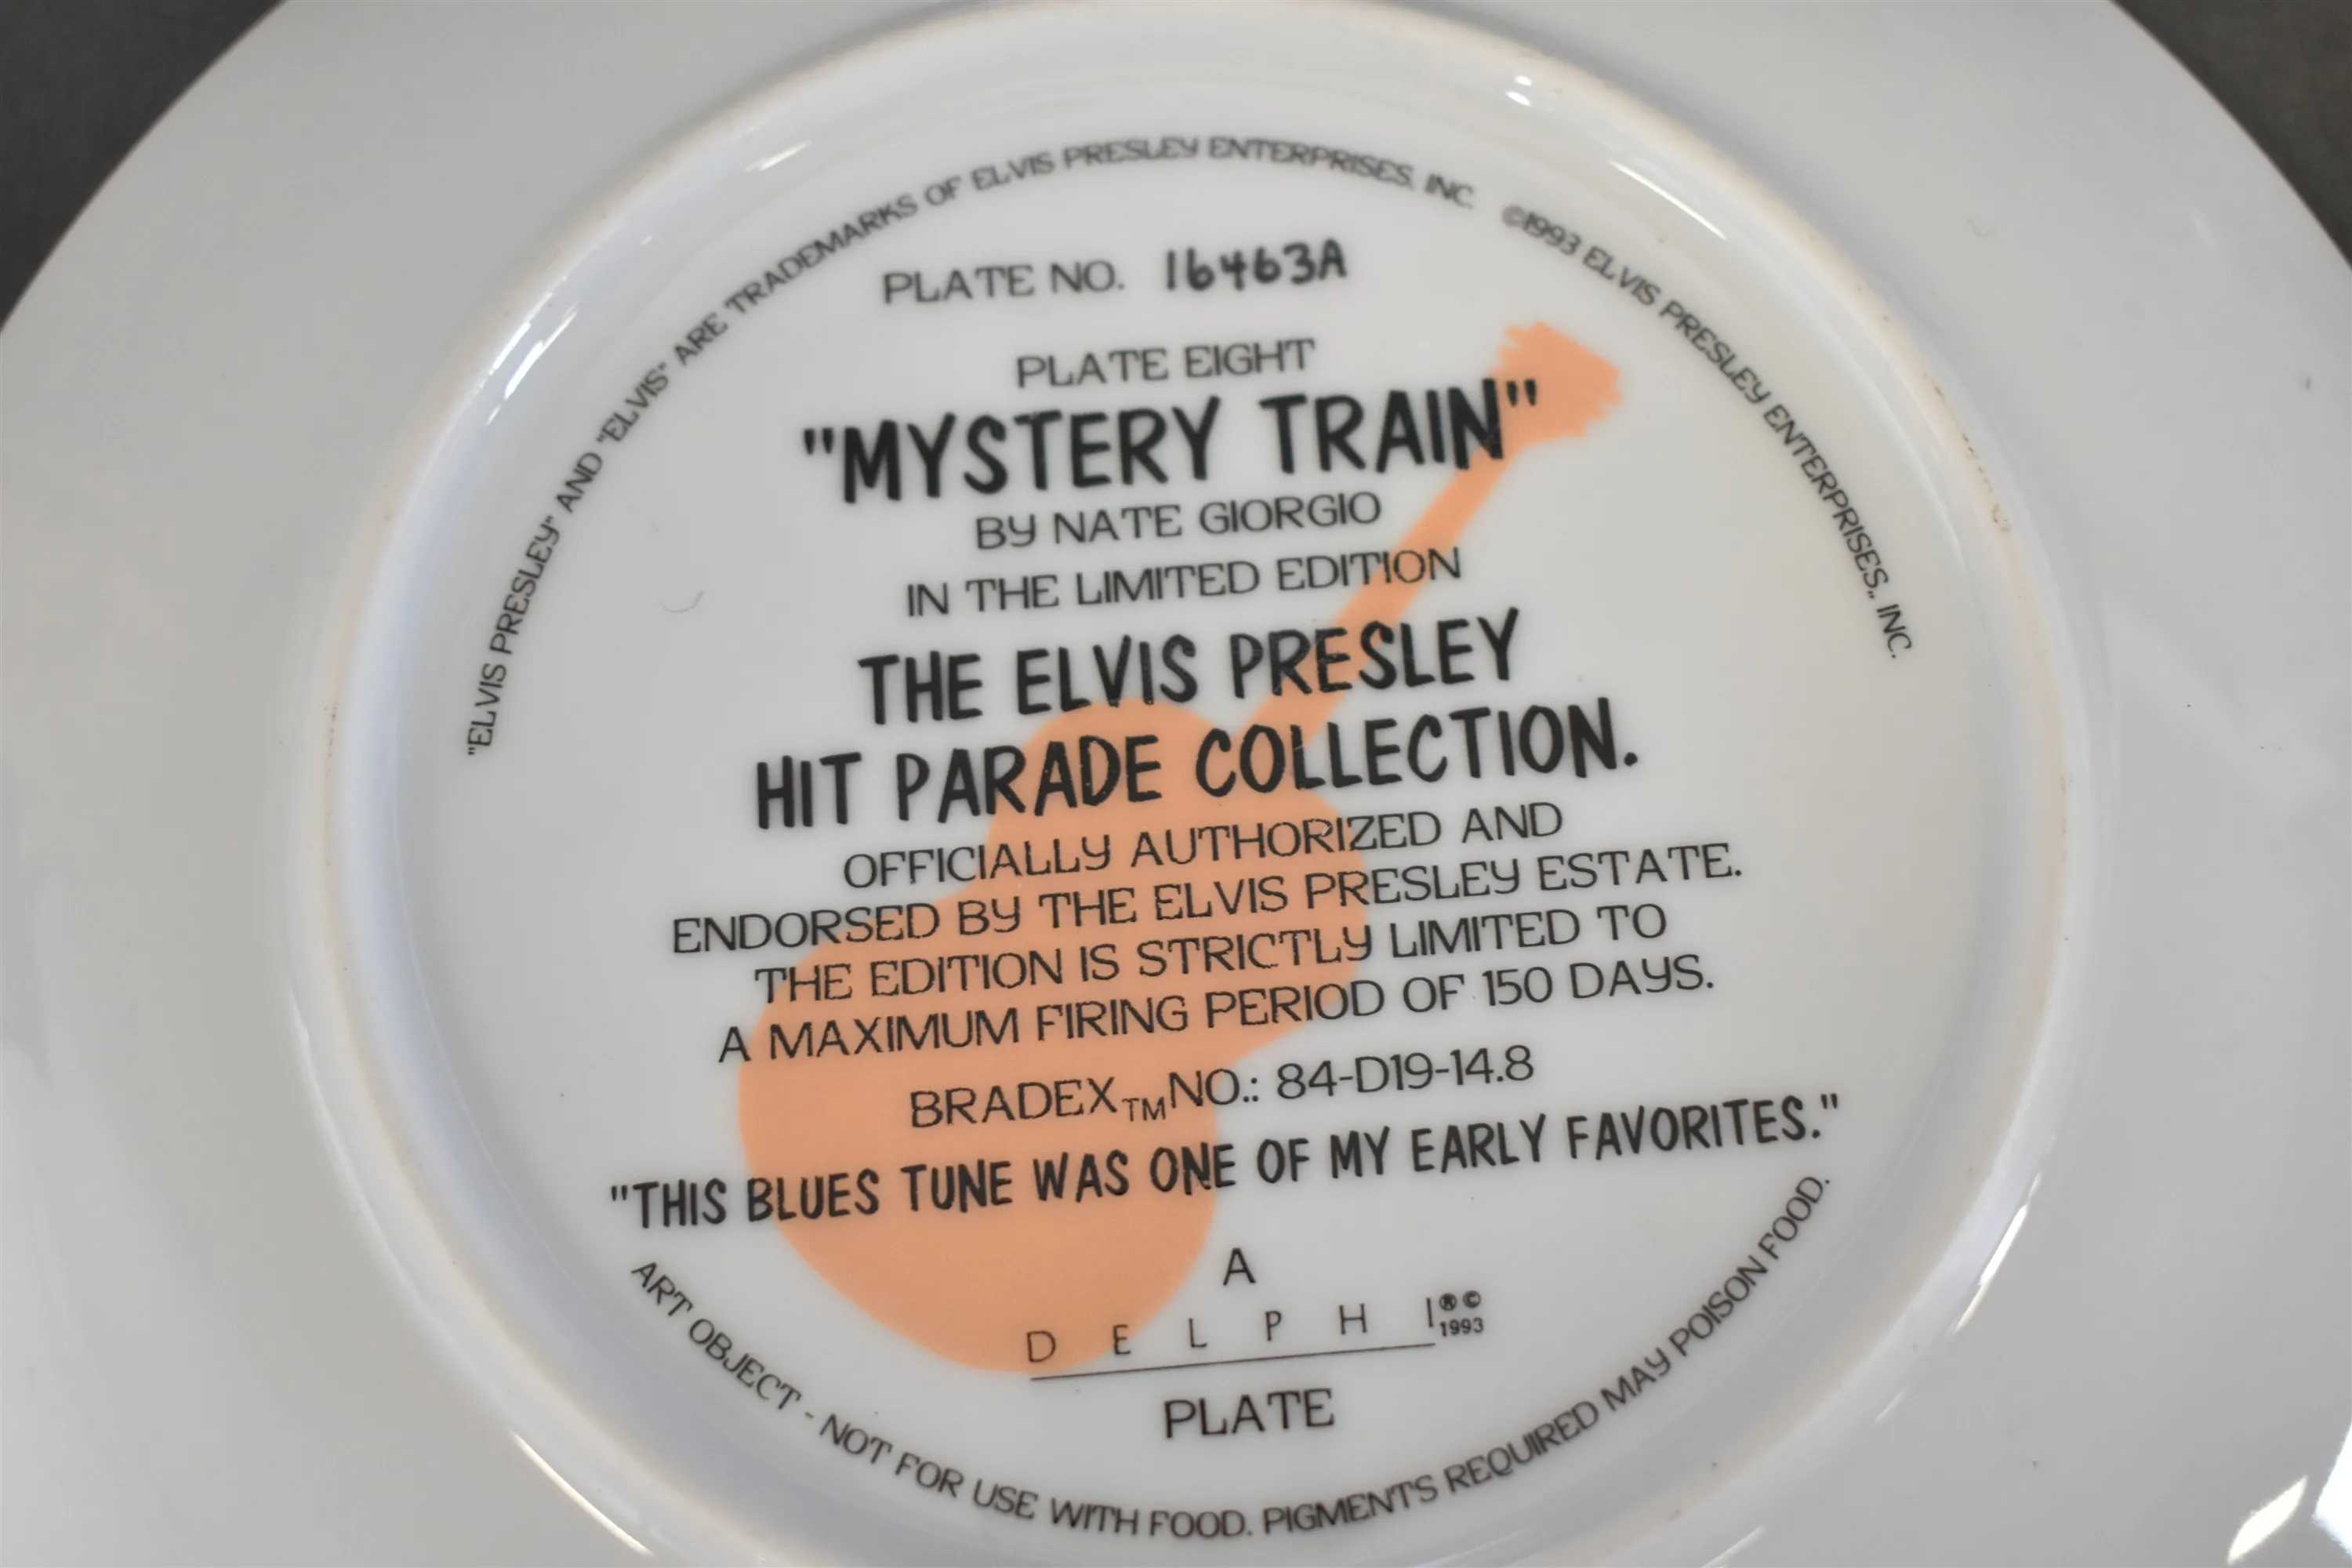 "ELVIS PRESLEY" AND "ELVIS" ARE TRADEMARKS OF ELVIS PRESLEY ENTERPRISES, INC. ©1993 ELVIS PRESLEY ENTERPRISES,, INC.
PLATE NO. 16463A
PLATE EIGHT
"MYSTERY TRAIN"
BY NATE GIORGIO
IN THE LIMITED EDITION
THE ELVIS PRESLEY
HIT PARADE COLLECTION.
OFFICIALLY AUTHORIZED AND
ENDORSED BY THE ELVIS PRESLEY ESTATE.
THE EDITION IS STRICTLY LIMITED TO
A MAXIMUM FIRING PERIOD OF 150 DAYS.
BRADEX™ NO.: 84-D19-14.8
"THIS BLUES TUNE WAS ONE OF MY EARLY FAVORITES."
A
DELPHI®© 1993
PLATE
ART OBJECT - NOT FOR USE WITH FOOD. PIGMENTS REQUIRED MAY POISON FOOD.